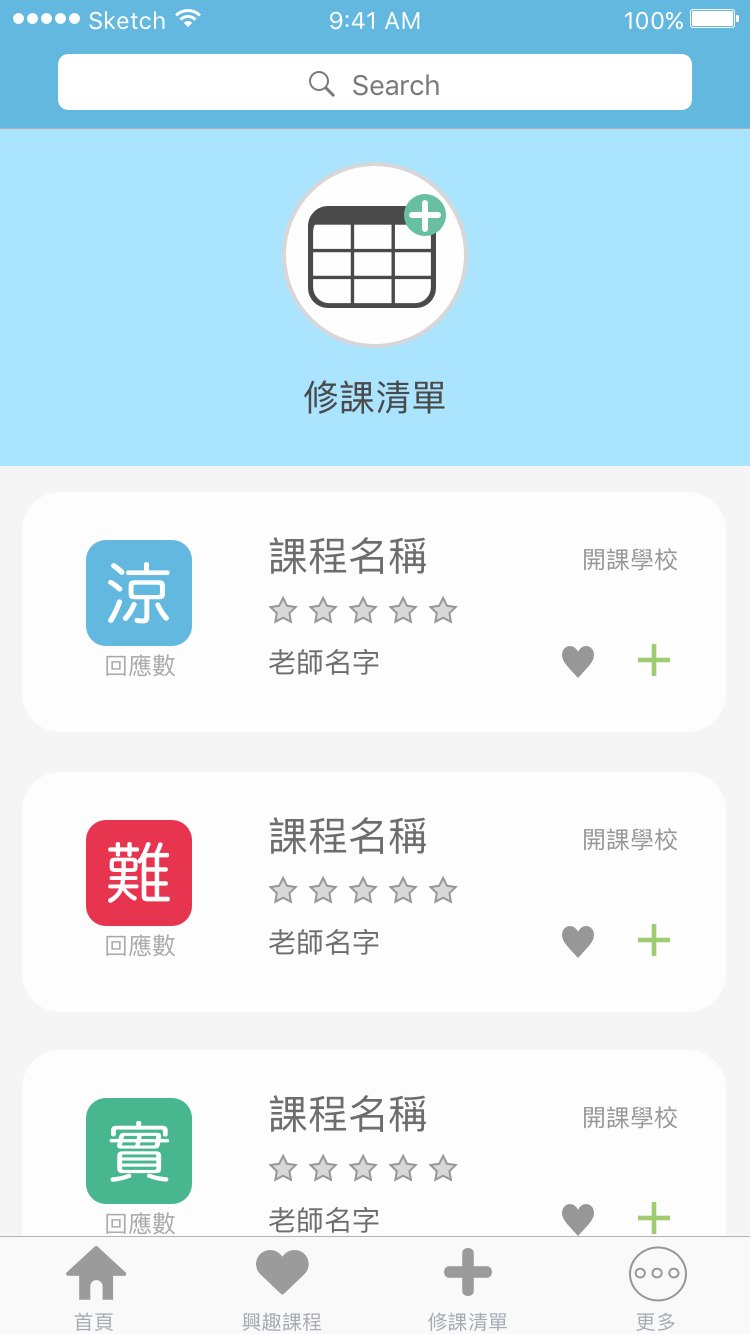 Sketch 9:41 AM 100%
Search
修課清單
涼
課程名稱
開課學校
回應數
老師名字
難
課程名稱
開課學校
回應數
老師名字
實
課程名稱
開課學校
回應數
老師名字
首頁 興趣課程 修課清單 更多